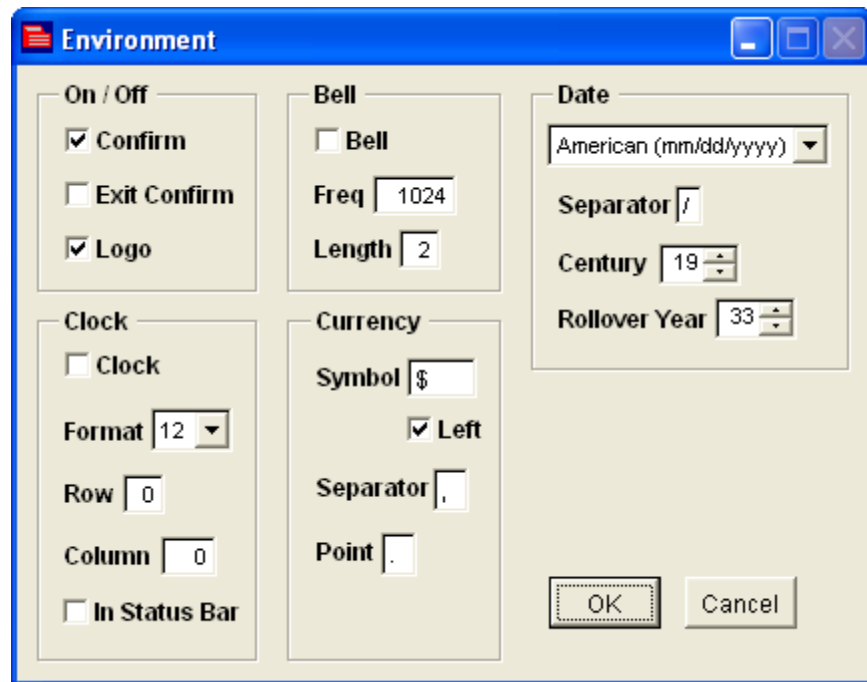 Environment
On / Off
Confirm
Exit Confirm
Logo
Bell
Bell
Freq 1024
Length 2
Date
American (mm/dd/yyyy)
Separator /
Century 19
Rollover Year 33
Clock
Clock
Format 12
Row 0
Column 0
In Status Bar
Currency
Symbol $
Left
Separator ,
Point .
OK
Cancel